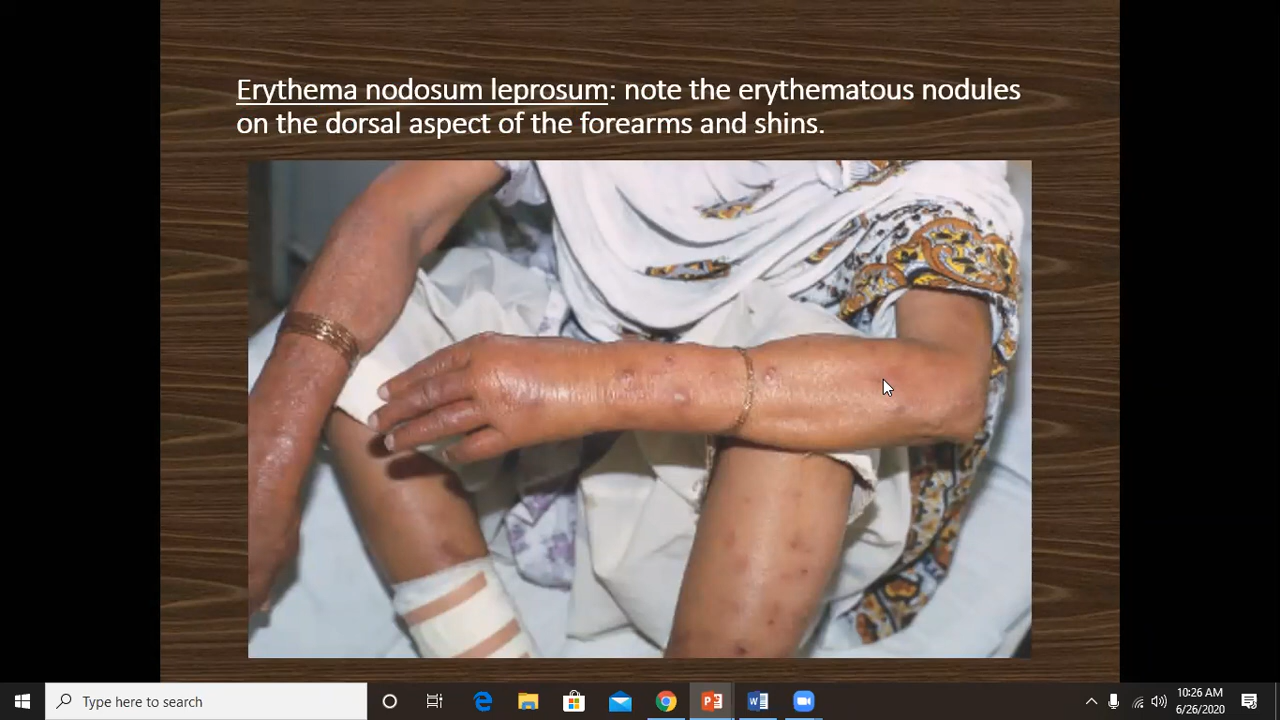 Erythema nodosum leprosum: note the erythematous nodules
on the dorsal aspect of the forearms and shins.
Type here to search
10:26 AM
6/26/2020